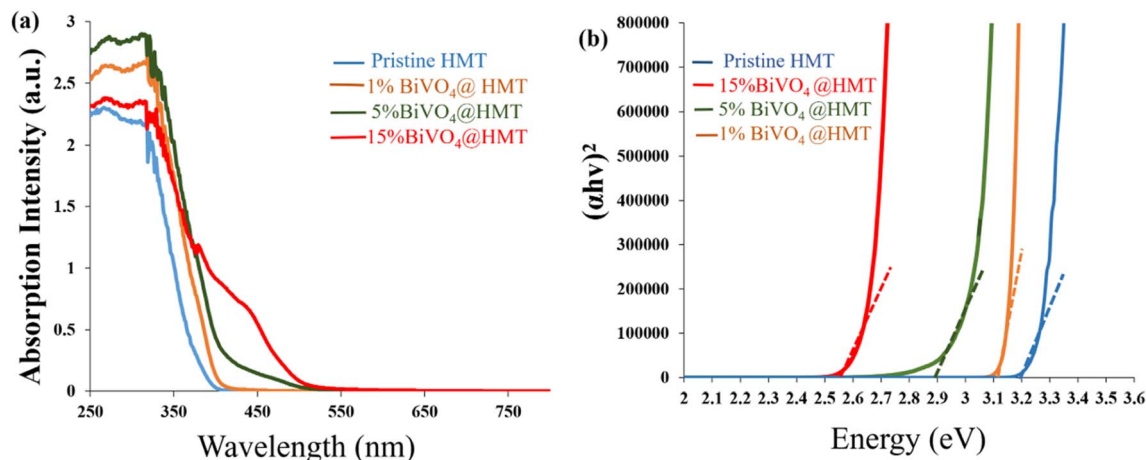 (a)
3
2.5
2
1.5
1
0.5
0
Absorption Intensity (a.u.)
Pristine HMT
1% BiVO₄@ HMT
5%BiVO₄@HMT
15%BiVO₄@HMT
250 350 450 550 650 750
Wavelength (nm)
(b)
800000
700000
600000
500000
400000
300000
200000
100000
0
(αhν)²
Pristine HMT
15%BiVO₄@HMT
5% BiVO₄@HMT
1% BiVO₄@HMT
2 2.1 2.2 2.3 2.4 2.5 2.6 2.7 2.8 2.9 3 3.1 3.2 3.3 3.4 3.5 3.6
Energy (eV)